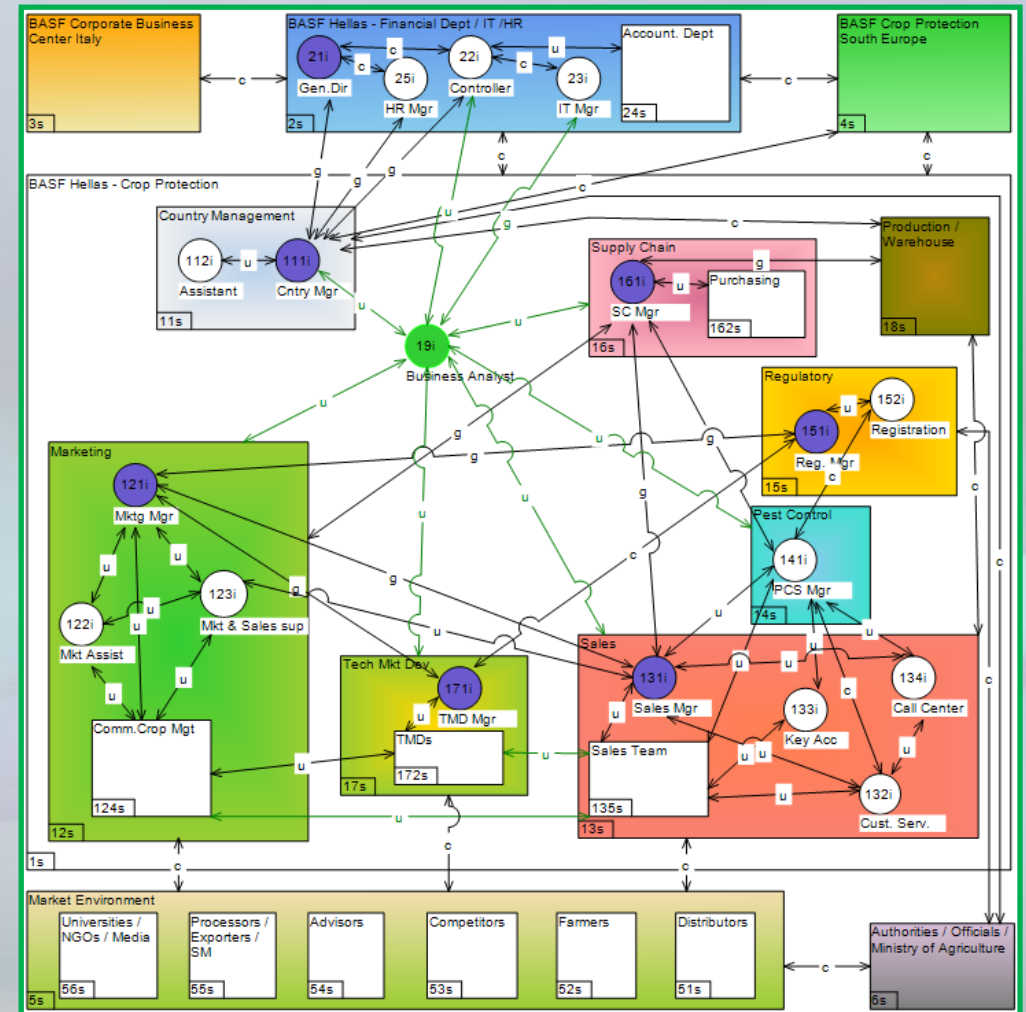 BASF Corporate Business
Center Italy
3s
BASF Hellas - Financial Dept / IT /HR
21i
Gen.Dir
25i
HR Mgr
22i
Controller
23i
IT Mgr
Account. Dept
24s
2s
BASF Crop Protection
South Europe
4s
c
c
c
c
u
c
c
c
c
BASF Hellas - Crop Protection
g
g
g
c
c
c
u
g
Country Management
112i
Assistant
u
111i
Cntry Mgr
11s
u
Supply Chain
161i
SC Mgr
u
g
Purchasing
162s
16s
Production /
Warehouse
18s
u
19i
Business Analyst
u
g
u
g
u
g
u
c
Regulatory
152i
Registration
u
151i
Reg. Mgr
c
15s
Marketing
121i
Mktg Mgr
u
u
122i
Mkt Assist
u
u
123i
Mkt & Sales sup
u
u
Comm.Crop Mgt
124s
12s
g
g
u
c
u
Pest Control
141i
PCS Mgr
14s
u
u
u
u
c
u
Tech Mkt Dev
171i
TMD Mgr
u
TMDs
172s
17s
u
u
u
Sales
131i
Sales Mgr
u
133i
Key Acc
134i
Call Center
u
u
u
u
132i
Cust. Serv.
Sales Team
135s
13s
1s
c
c
c
c
c
Market Environment
Universities /
NGOs / Media
56s
Processors /
Exporters /
SM
55s
Advisors
54s
Competitors
53s
Farmers
52s
Distributors
51s
5s
c
Authorities / Officials /
Ministry of Agriculture
6s